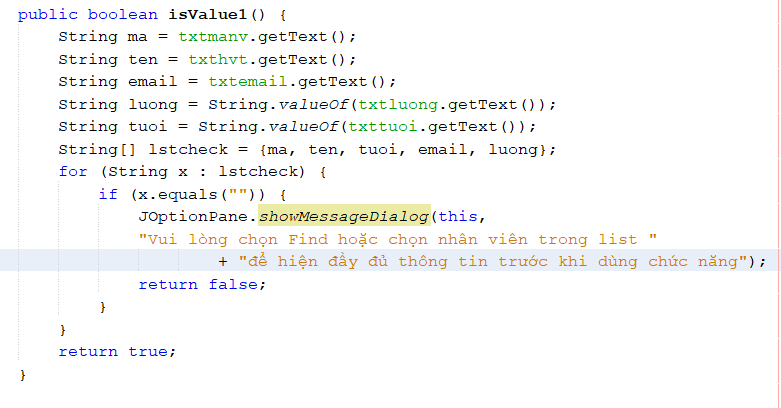 public boolean isValue1() {
    String ma = txtmanv.getText();
    String ten = txthvt.getText();
    String email = txtemail.getText();
    String luong = String.valueOf(txtluong.getText());
    String tuoi = String.valueOf(txttuoi.getText());
    String[] lstcheck = {ma, ten, tuoi, email, luong};
    for (String x : lstcheck) {
        if (x.equals("")) {
            JOptionPane.showMessageDialog(this,
            "Vui lòng chọn Find hoặc chọn nhân viên trong list "
                    + "để hiện đầy đủ thông tin trước khi dùng chức năng");
            return false;
        }
    }
    return true;
}